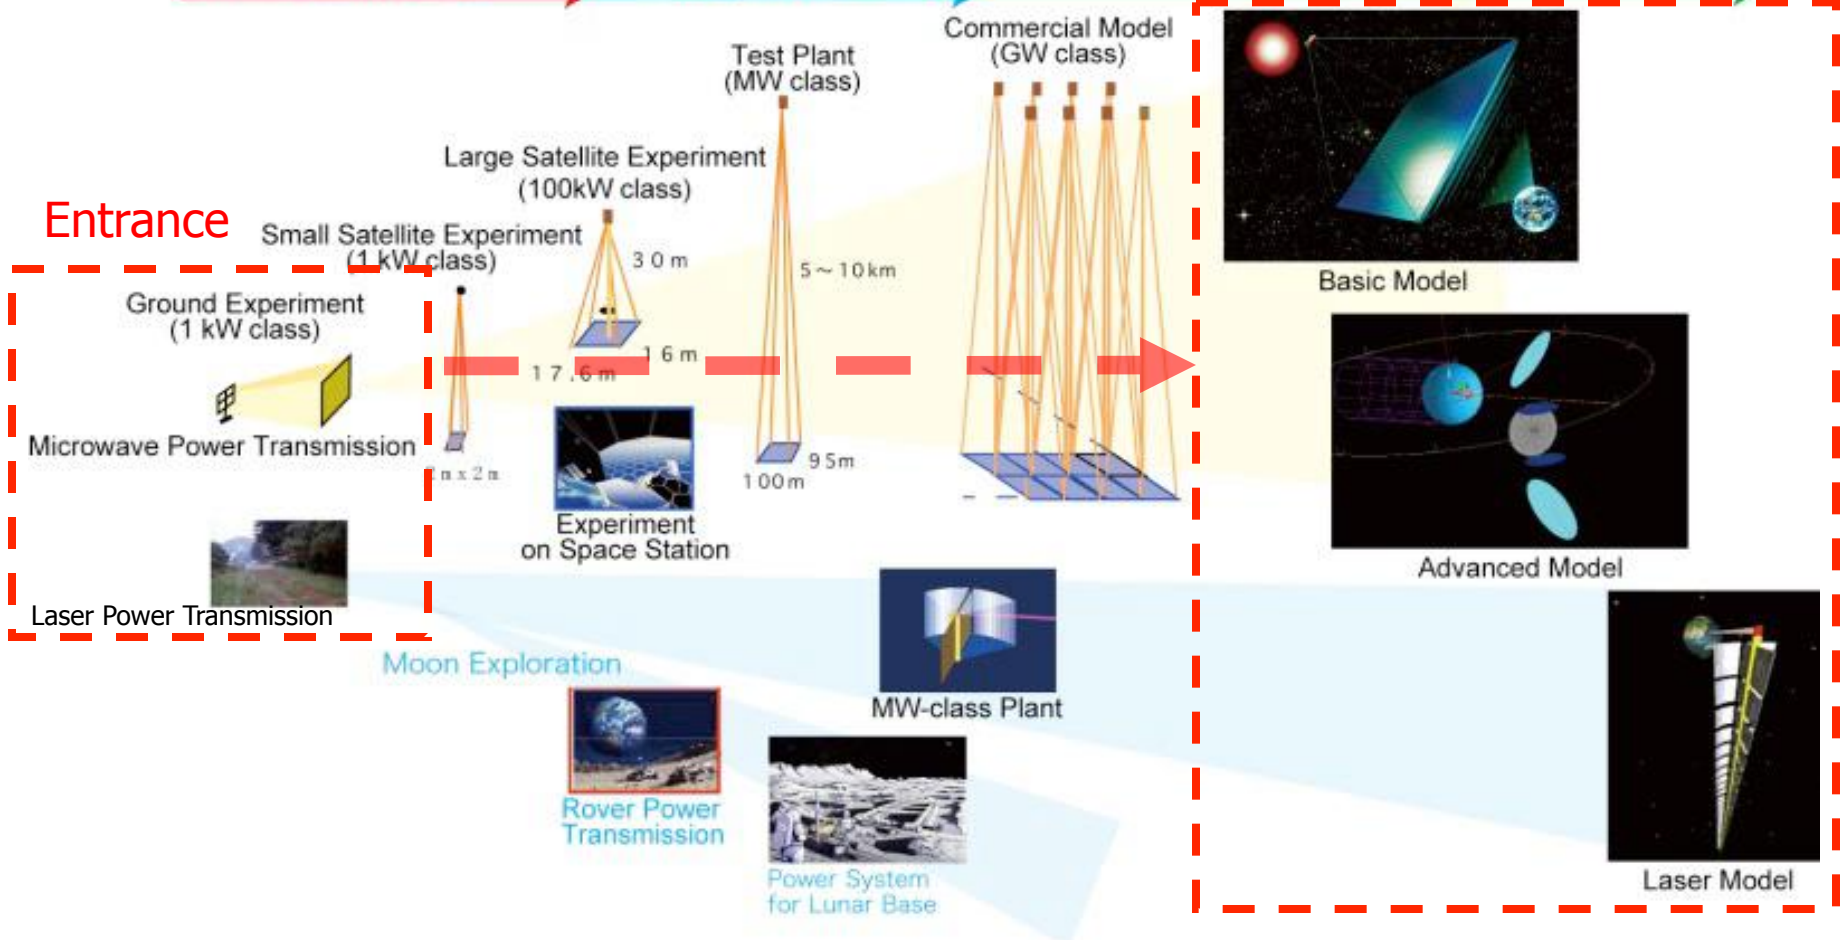 Commercial Model
(GW class)
Test Plant
(MW class)
Large Satellite Experiment
(100kW class)
Entrance
Small Satellite Experiment
(1 kW class)
30m
5~10km
Ground Experiment
(1 kW class)
16m
17.6m
Microwave Power Transmission
2m x 2m
95m
100m
Experiment
on Space Station
Laser Power Transmission
Moon Exploration
MW-class Plant
Rover Power
Transmission
Power System
for Lunar Base
Basic Model
Advanced Model
Laser Model